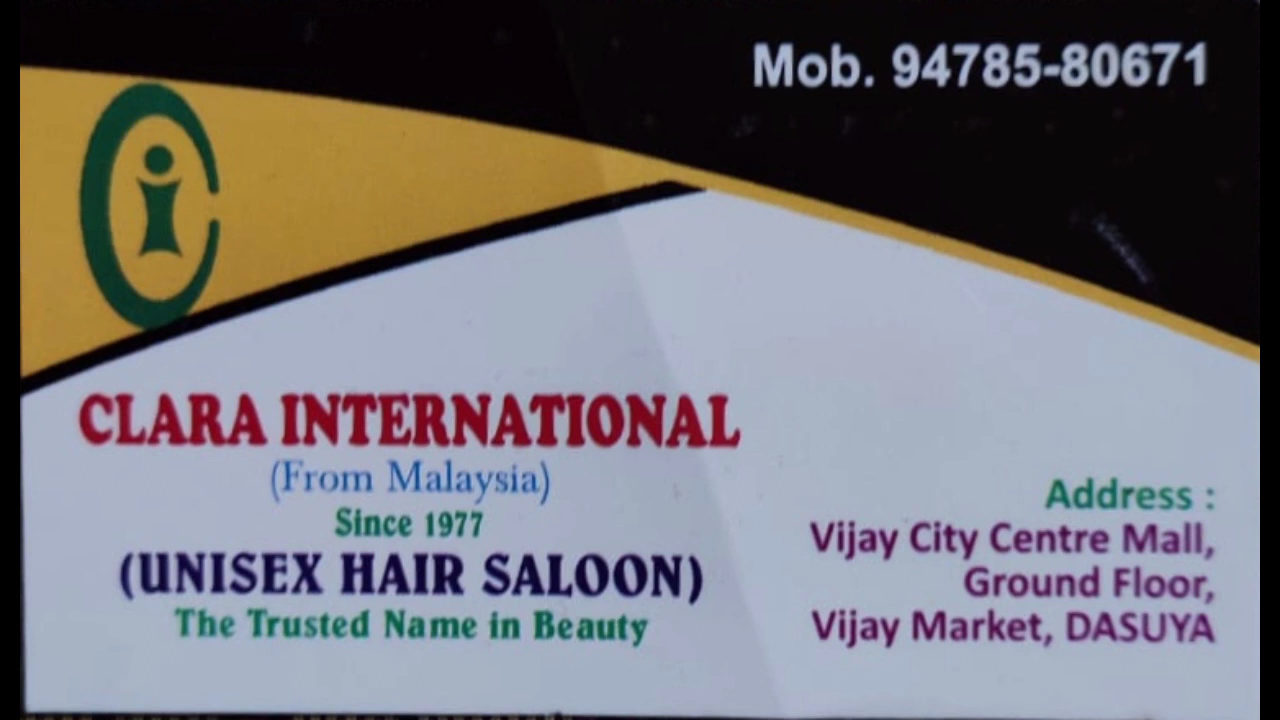 Mob. 94785-80671
Ci
CLARA INTERNATIONAL
(From Malaysia)
Since 1977
(UNISEX HAIR SALOON)
The Trusted Name in Beauty
Address :
Vijay City Centre Mall,
Ground Floor,
Vijay Market, DASUYA